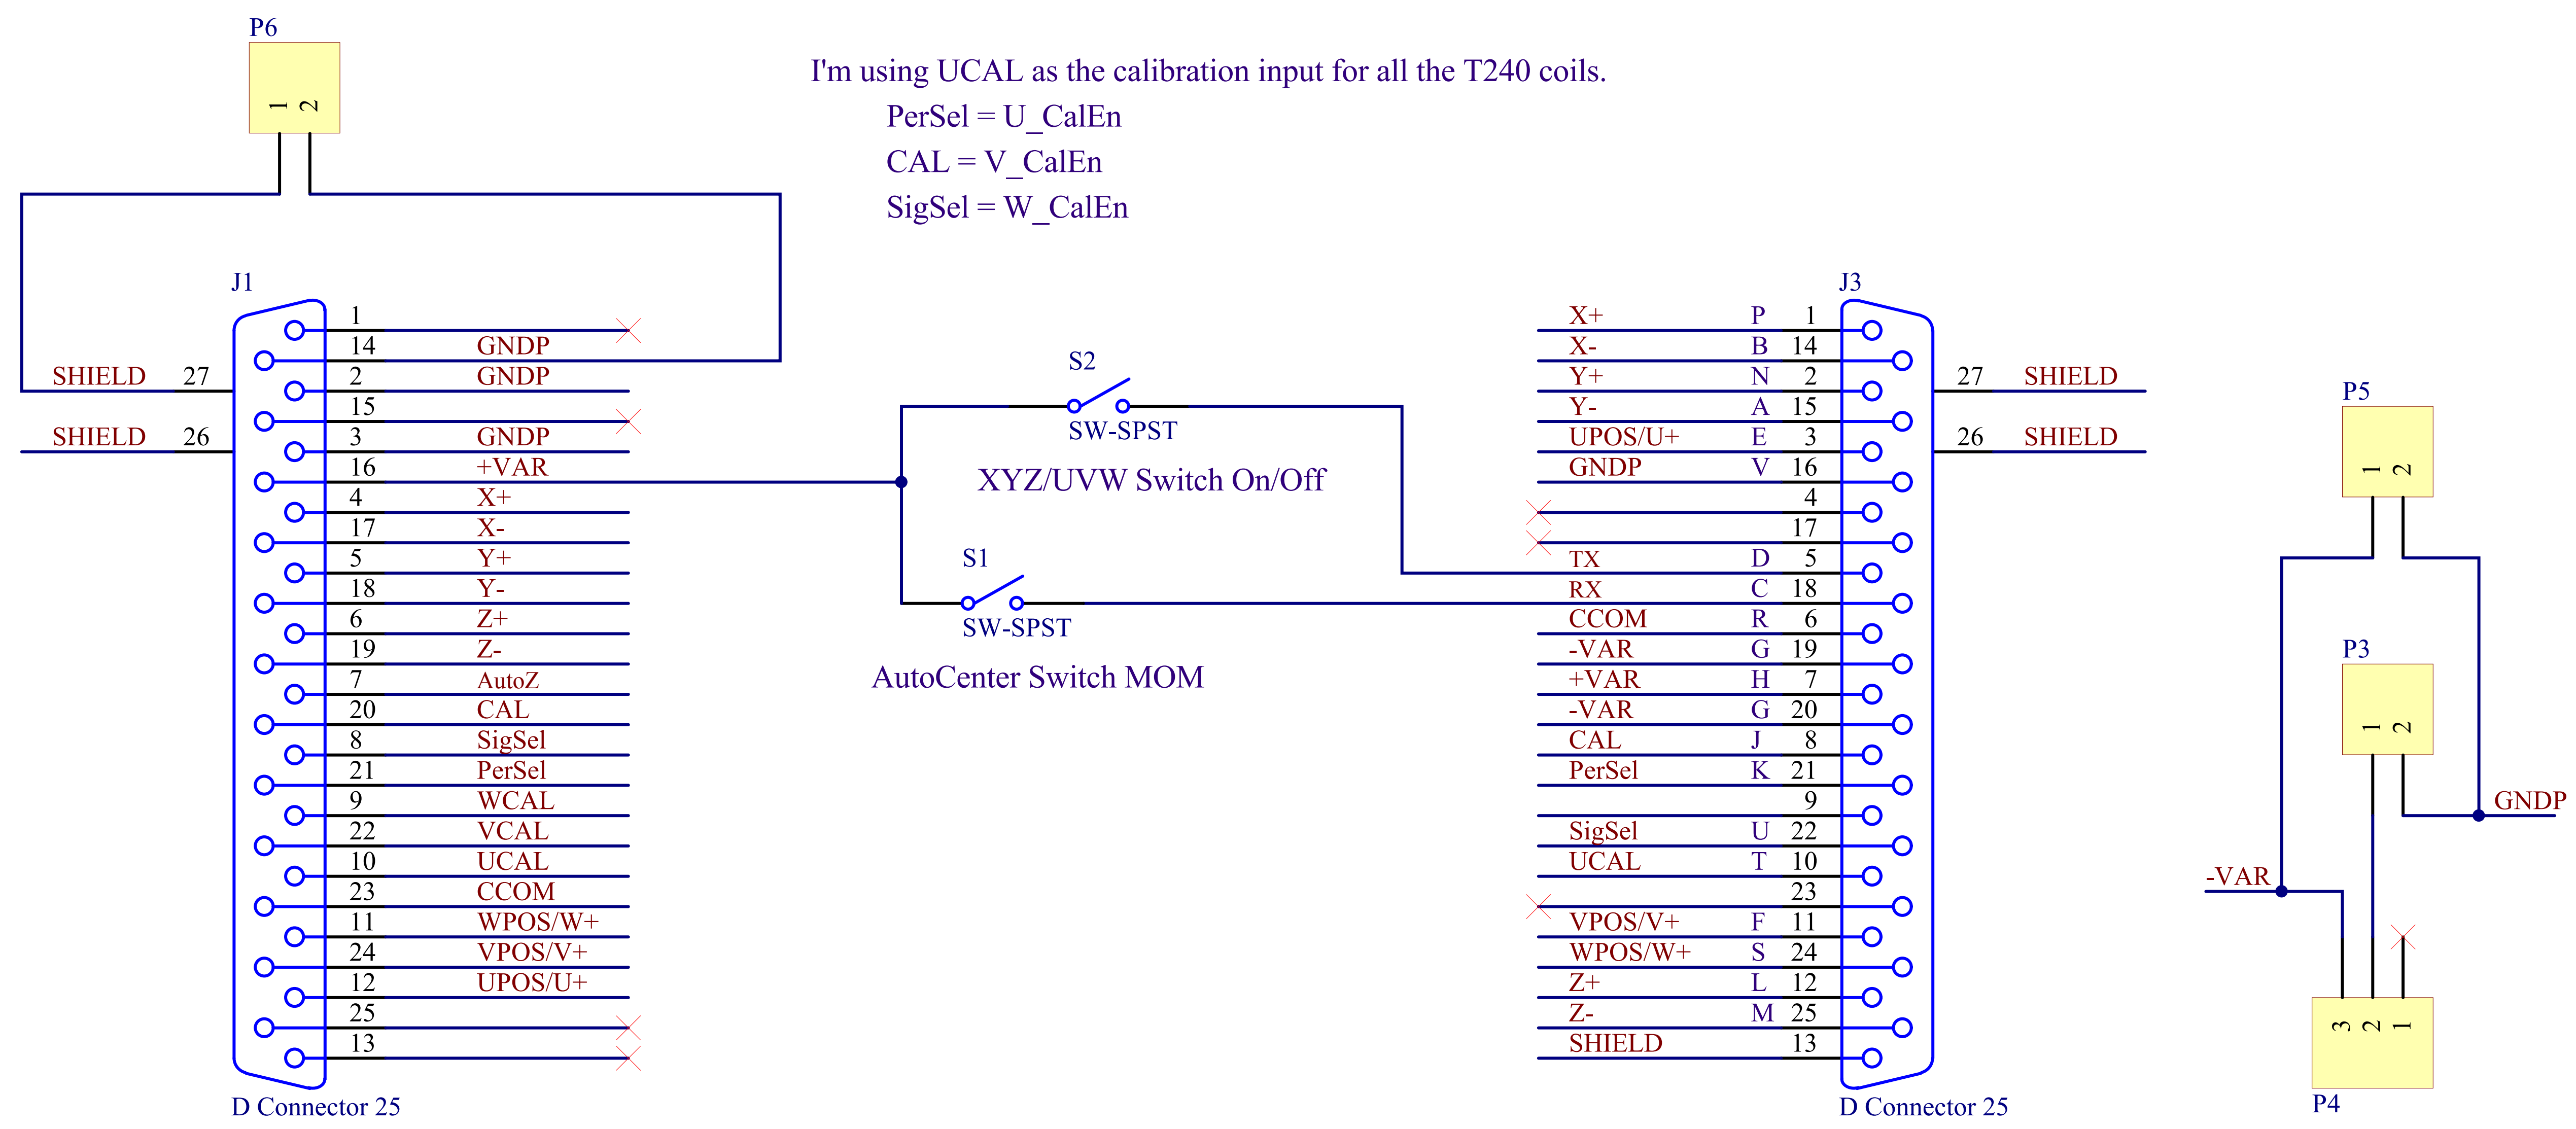 P6
1 2
I'm using UCAL as the calibration input for all the T240 coils.
PerSel = U_CalEn
CAL = V_CalEn
SigSel = W_CalEn
J1
1
14 GNDP
SHIELD 27
2 GNDP
15
SHIELD 26
3 GNDP
16 +VAR
4 X+
17 X-
5 Y+
18 Y-
6 Z+
19 Z-
7 AutoZ
20 CAL
8 SigSel
21 PerSel
9 WCAL
22 VCAL
10 UCAL
23 CCOM
11 WPOS/W+
24 VPOS/V+
12 UPOS/U+
25
13
D Connector 25
S2
SW-SPST
XYZ/UVW Switch On/Off
S1
SW-SPST
AutoCenter Switch MOM
J3
X+ P 1
X- B 14
Y+ N 2
27 SHIELD
Y- A 15
UPOS/U+ E 3
26 SHIELD
GNDP V 16
4
17
TX D 5
RX C 18
CCOM R 6
-VAR G 19
+VAR H 7
-VAR G 20
CAL J 8
PerSel K 21
9
SigSel U 22
UCAL T 10
23
VPOS/V+ F 11
WPOS/W+ S 24
Z+ L 12
Z- M 25
SHIELD 13
D Connector 25
P5
1 2
P3
1 2
GNDP
-VAR
3 2 1
P4